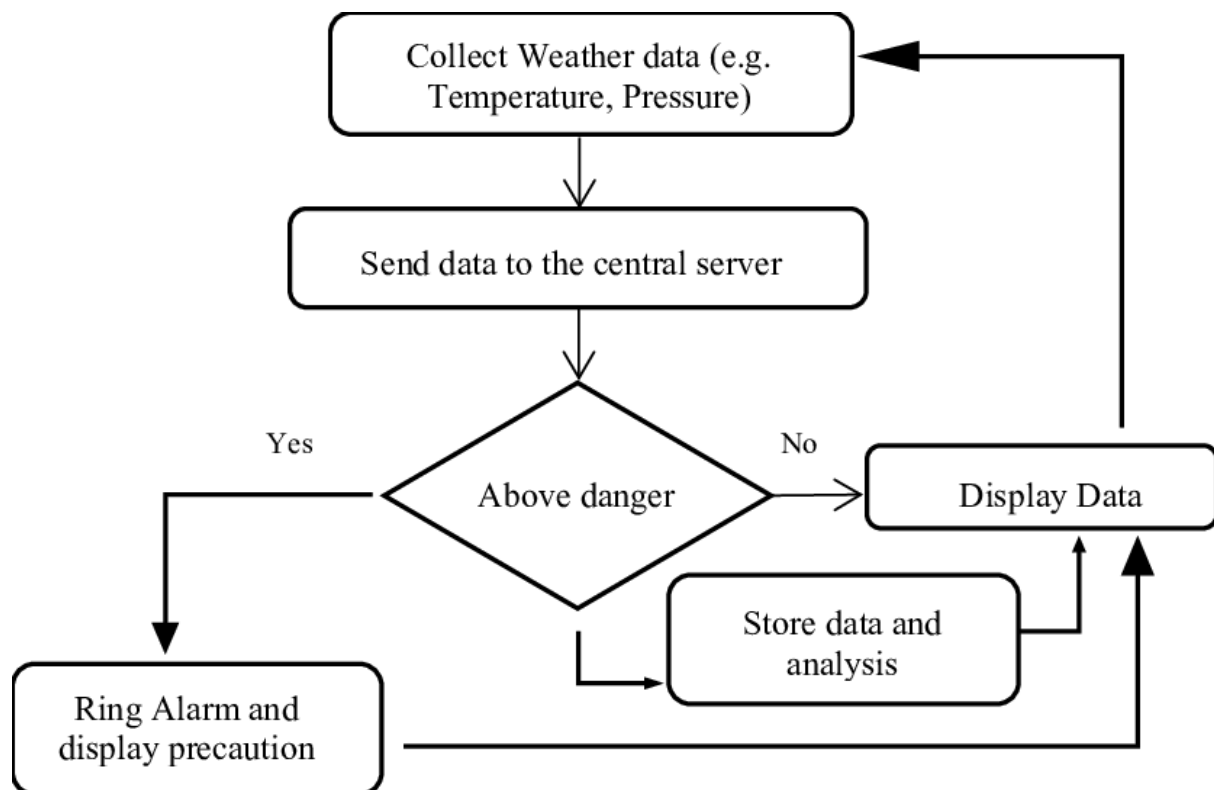 Collect Weather data (e.g.
Temperature, Pressure)
Send data to the central server
Yes
No
Above danger
Display Data
Store data and
analysis
Ring Alarm and
display precaution